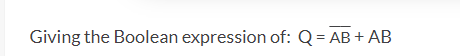 Giving the Boolean expression of: Q = A̅B̅ + AB